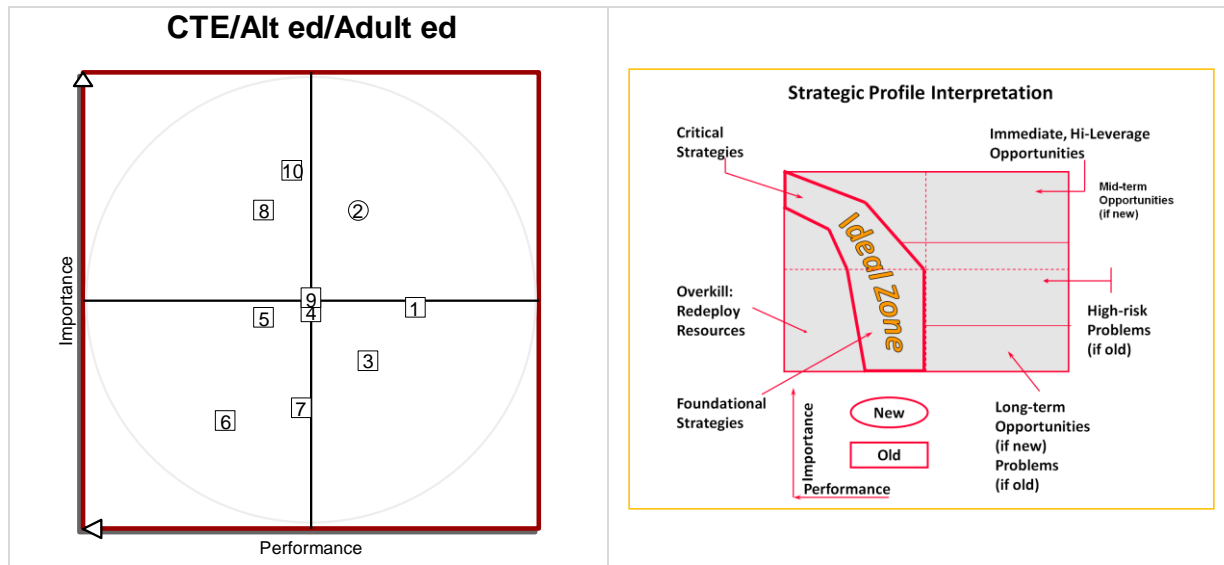 CTE/Alt ed/Adult ed
10
8
2
9
4
5
1
3
7
6
Importance
Performance
Strategic Profile Interpretation
Critical
Strategies
Immediate, Hi-Leverage
Opportunities
Mid-term
Opportunities
(if new)
Ideal Zone
Overkill:
Redeploy
Resources
High-risk
Problems
(if old)
Foundational
Strategies
Long-term
Opportunities
(if new)
Problems
(if old)
New
Old
Importance
Performance